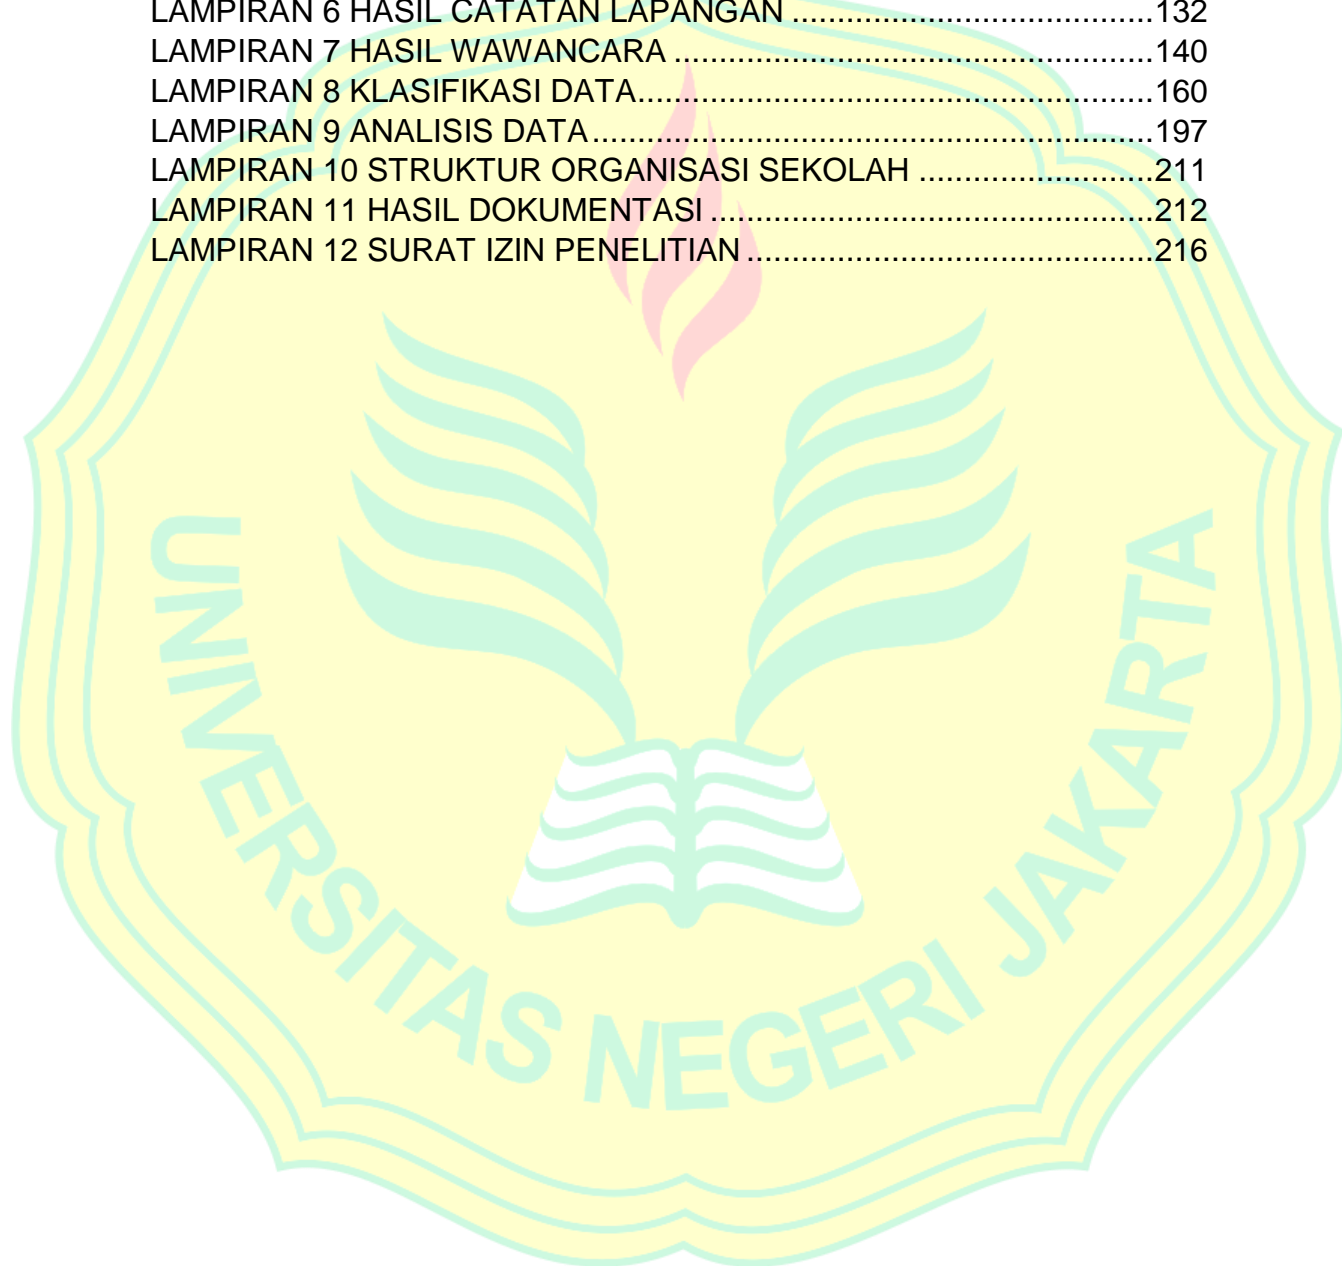 LAMPIRAN 6 HASIL CATATAN LAPANGAN ........................................132
LAMPIRAN 7 HASIL WAWANCARA .....................................................140
LAMPIRAN 8 KLASIFIKASI DATA.........................................................160
LAMPIRAN 9 ANALISIS DATA..............................................................197
LAMPIRAN 10 STRUKTUR ORGANISASI SEKOLAH ..........................211
LAMPIRAN 11 HASIL DOKUMENTASI .................................................212
LAMPIRAN 12 SURAT IZIN PENELITIAN .............................................216
UNIVERSITAS NEGERI JAKARTA